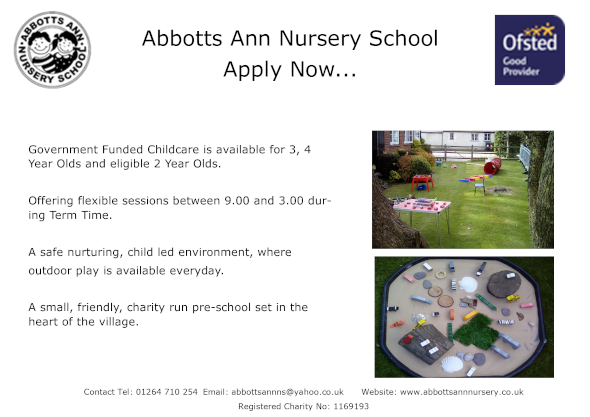 ABBOTTS ANN
NURSERY SCHOOL
Abbotts Ann Nursery School
Apply Now...
Ofsted
Good
Provider
Government Funded Childcare is available for 3, 4
Year Olds and eligible 2 Year Olds.
Offering flexible sessions between 9.00 and 3.00 dur-
ing Term Time.
A safe nurturing, child led environment, where
outdoor play is available everyday.
A small, friendly, charity run pre-school set in the
heart of the village.
Contact Tel: 01264 710 254 Email: abbottsannns@yahoo.co.uk Website: www.abbottsannnursery.co.uk
Registered Charity No: 1169193